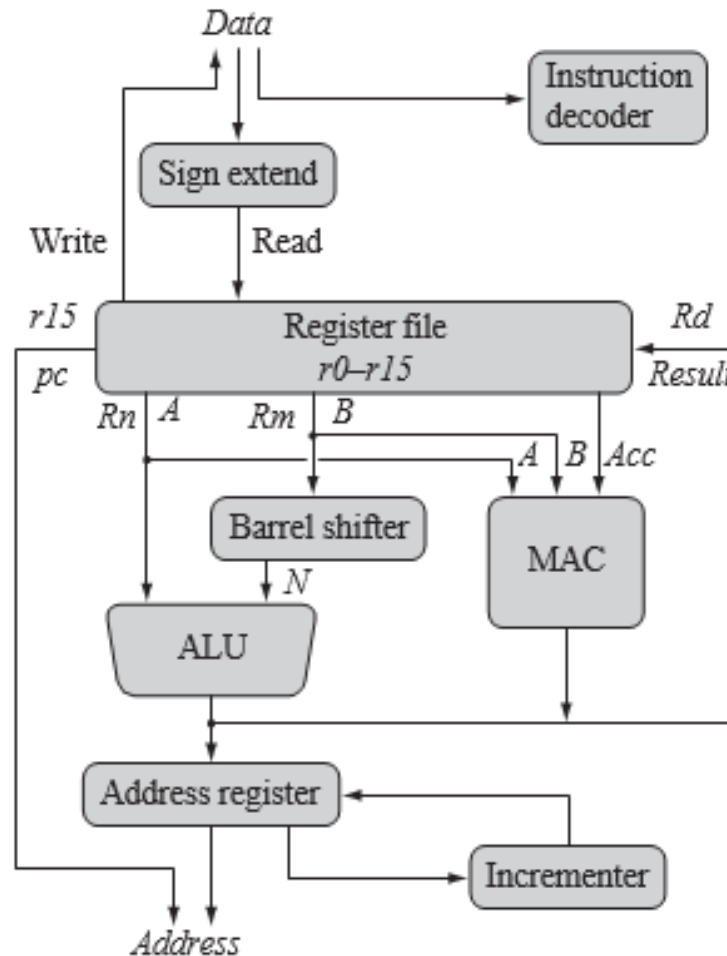 Data
Instruction
decoder
Sign extend
Write
Read
r15
Register file
Rd
pc
r0–r15
Result
Rn
A
Rm
B
A
B
Acc
Barrel shifter
MAC
N
ALU
Address register
Incrementer
Address